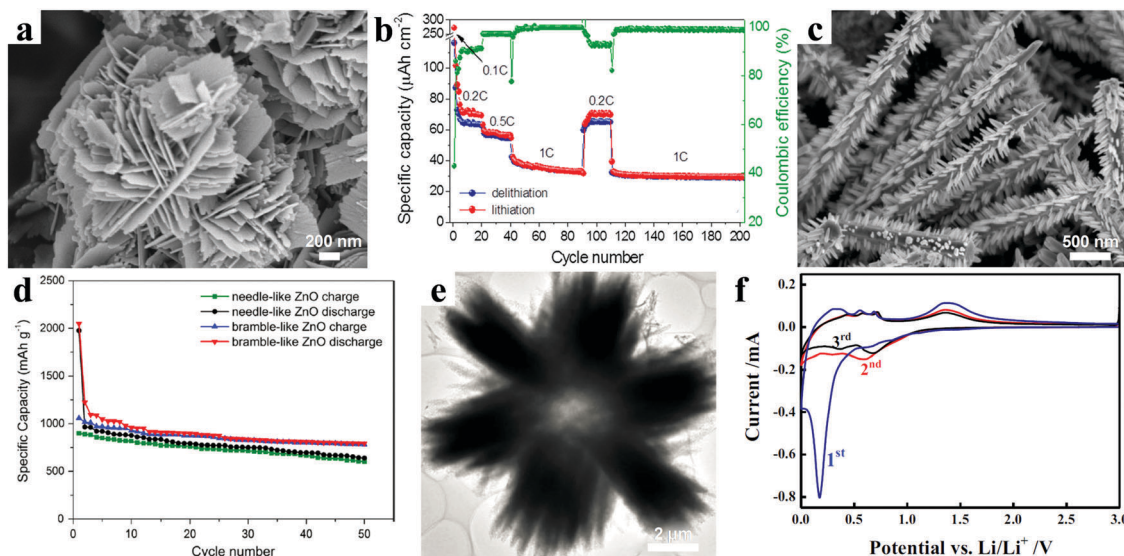 a
200 nm
b
Specific capacity (µAh cm⁻²)
300
250
100
80
60
40
20
0
0 20 40 60 80 100 120 140 160 180 200
Cycle number
100
80
60
40
20
Coulombic efficiency (%)
0.1C
0.2C
0.5C
1C
0.2C
1C
delithiation
lithiation
c
500 nm
d
Specific Capacity (mAh g⁻¹)
2500
2000
1500
1000
500
0
0 10 20 30 40 50
Cycle number
needle-like ZnO charge
needle-like ZnO discharge
bramble-like ZnO charge
bramble-like ZnO discharge
e
2 µm
f
Current /mA
0.2
0.0
-0.2
-0.4
-0.6
-0.8
0.0 0.5 1.0 1.5 2.0 2.5 3.0
Potential vs. Li/Li⁺ /V
3ʳᵈ
2ⁿᵈ
1ˢᵗ